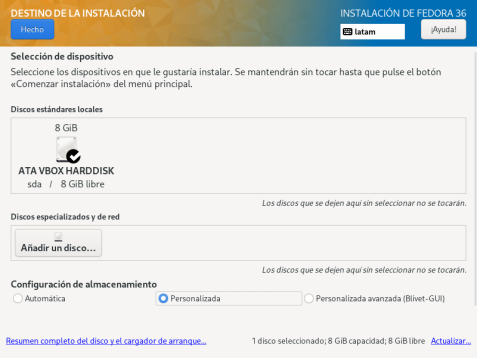 DESTINO DE LA INSTALACIÓN
INSTALACIÓN DE FEDORA 36
Hecho
latam
¡Ayuda!
Selección de dispositivo
Seleccione los dispositivos en que le gustaría instalar. Se mantendrán sin tocar hasta que pulse el botón
«Comenzar instalación» del menú principal.
Discos estándares locales
8 GiB
ATA VBOX HARDDISK
sda / 8 GiB libre
Los discos que se dejen aquí sin seleccionar no se tocarán.
Discos especializados y de red
Añadir un disco...
Los discos que se dejen aquí sin seleccionar no se tocarán.
Configuración de almacenamiento
Automática
Personalizada
Personalizada avanzada (Blivet-GUI)
Resumen completo del disco y el cargador de arranque...
1 disco seleccionado; 8 GiB capacidad; 8 GiB libre
Actualizar...